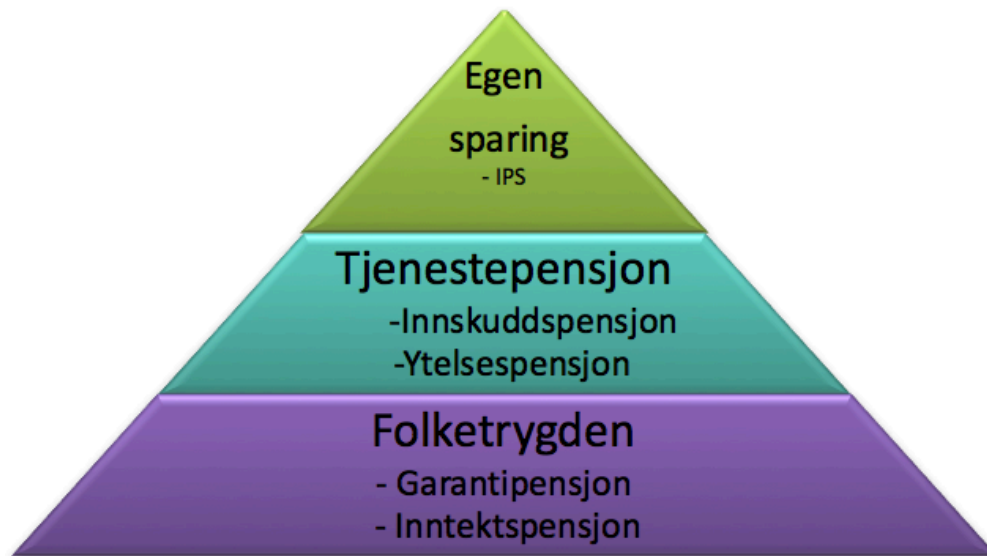 Egen
sparing
- IPS
Tjenestepensjon
-Innskuddspensjon
-Ytelsespensjon
Folketrygden
- Garantipensjon
- Inntektspensjon